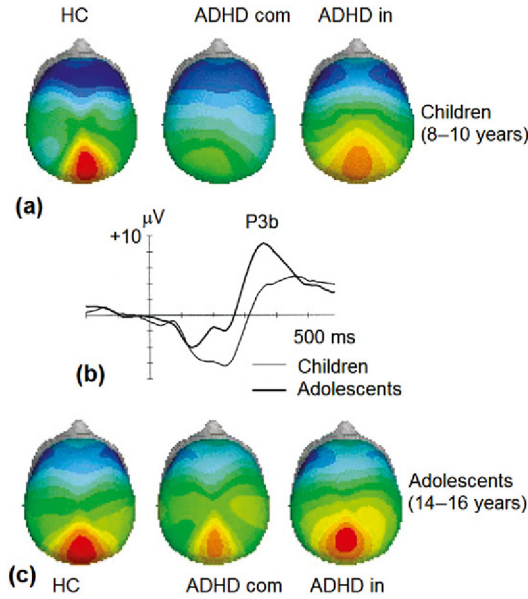 HC ADHD com ADHD in
Children
(8–10 years)
(a)
µV
+10
P3b
500 ms
Children
Adolescents
(b)
Adolescents
(14–16 years)
(c)
HC ADHD com ADHD in